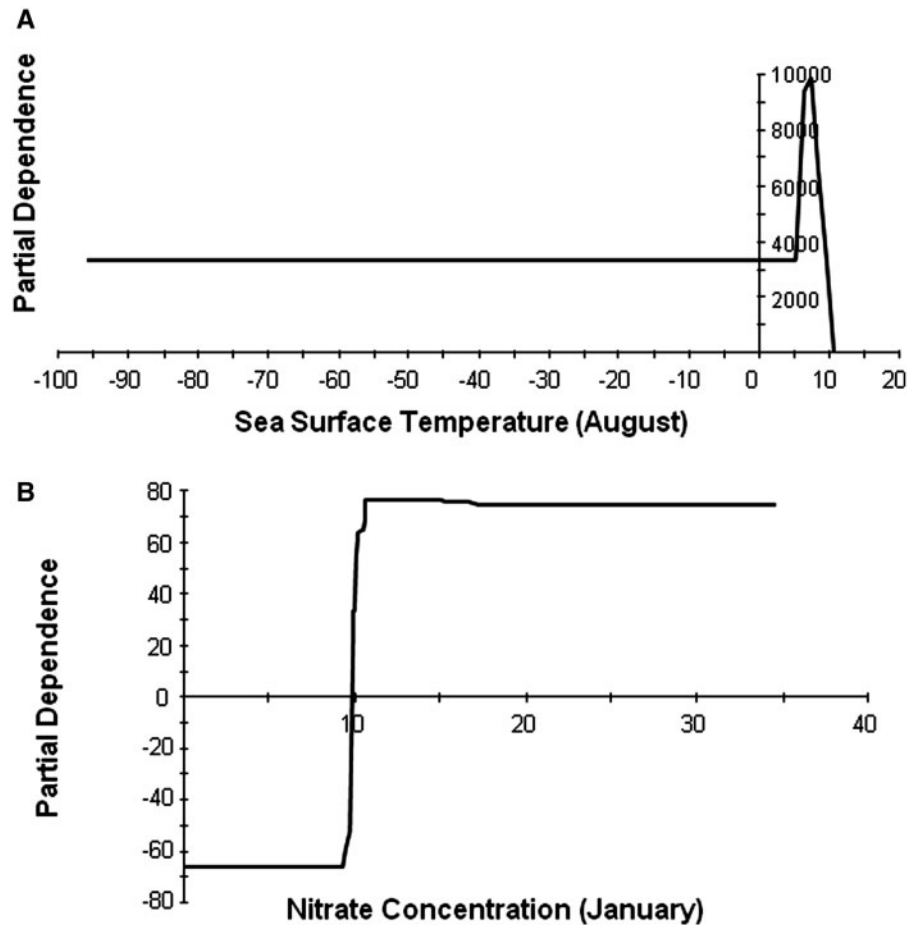 A
Partial Dependence
10000
8000
6000
4000
2000
-100 -90 -80 -70 -60 -50 -40 -30 -20 -10 0 10 20
Sea Surface Temperature (August)
B
Partial Dependence
80
60
40
20
0
10 20 30 40
-20
-40
-60
-80
Nitrate Concentration (January)